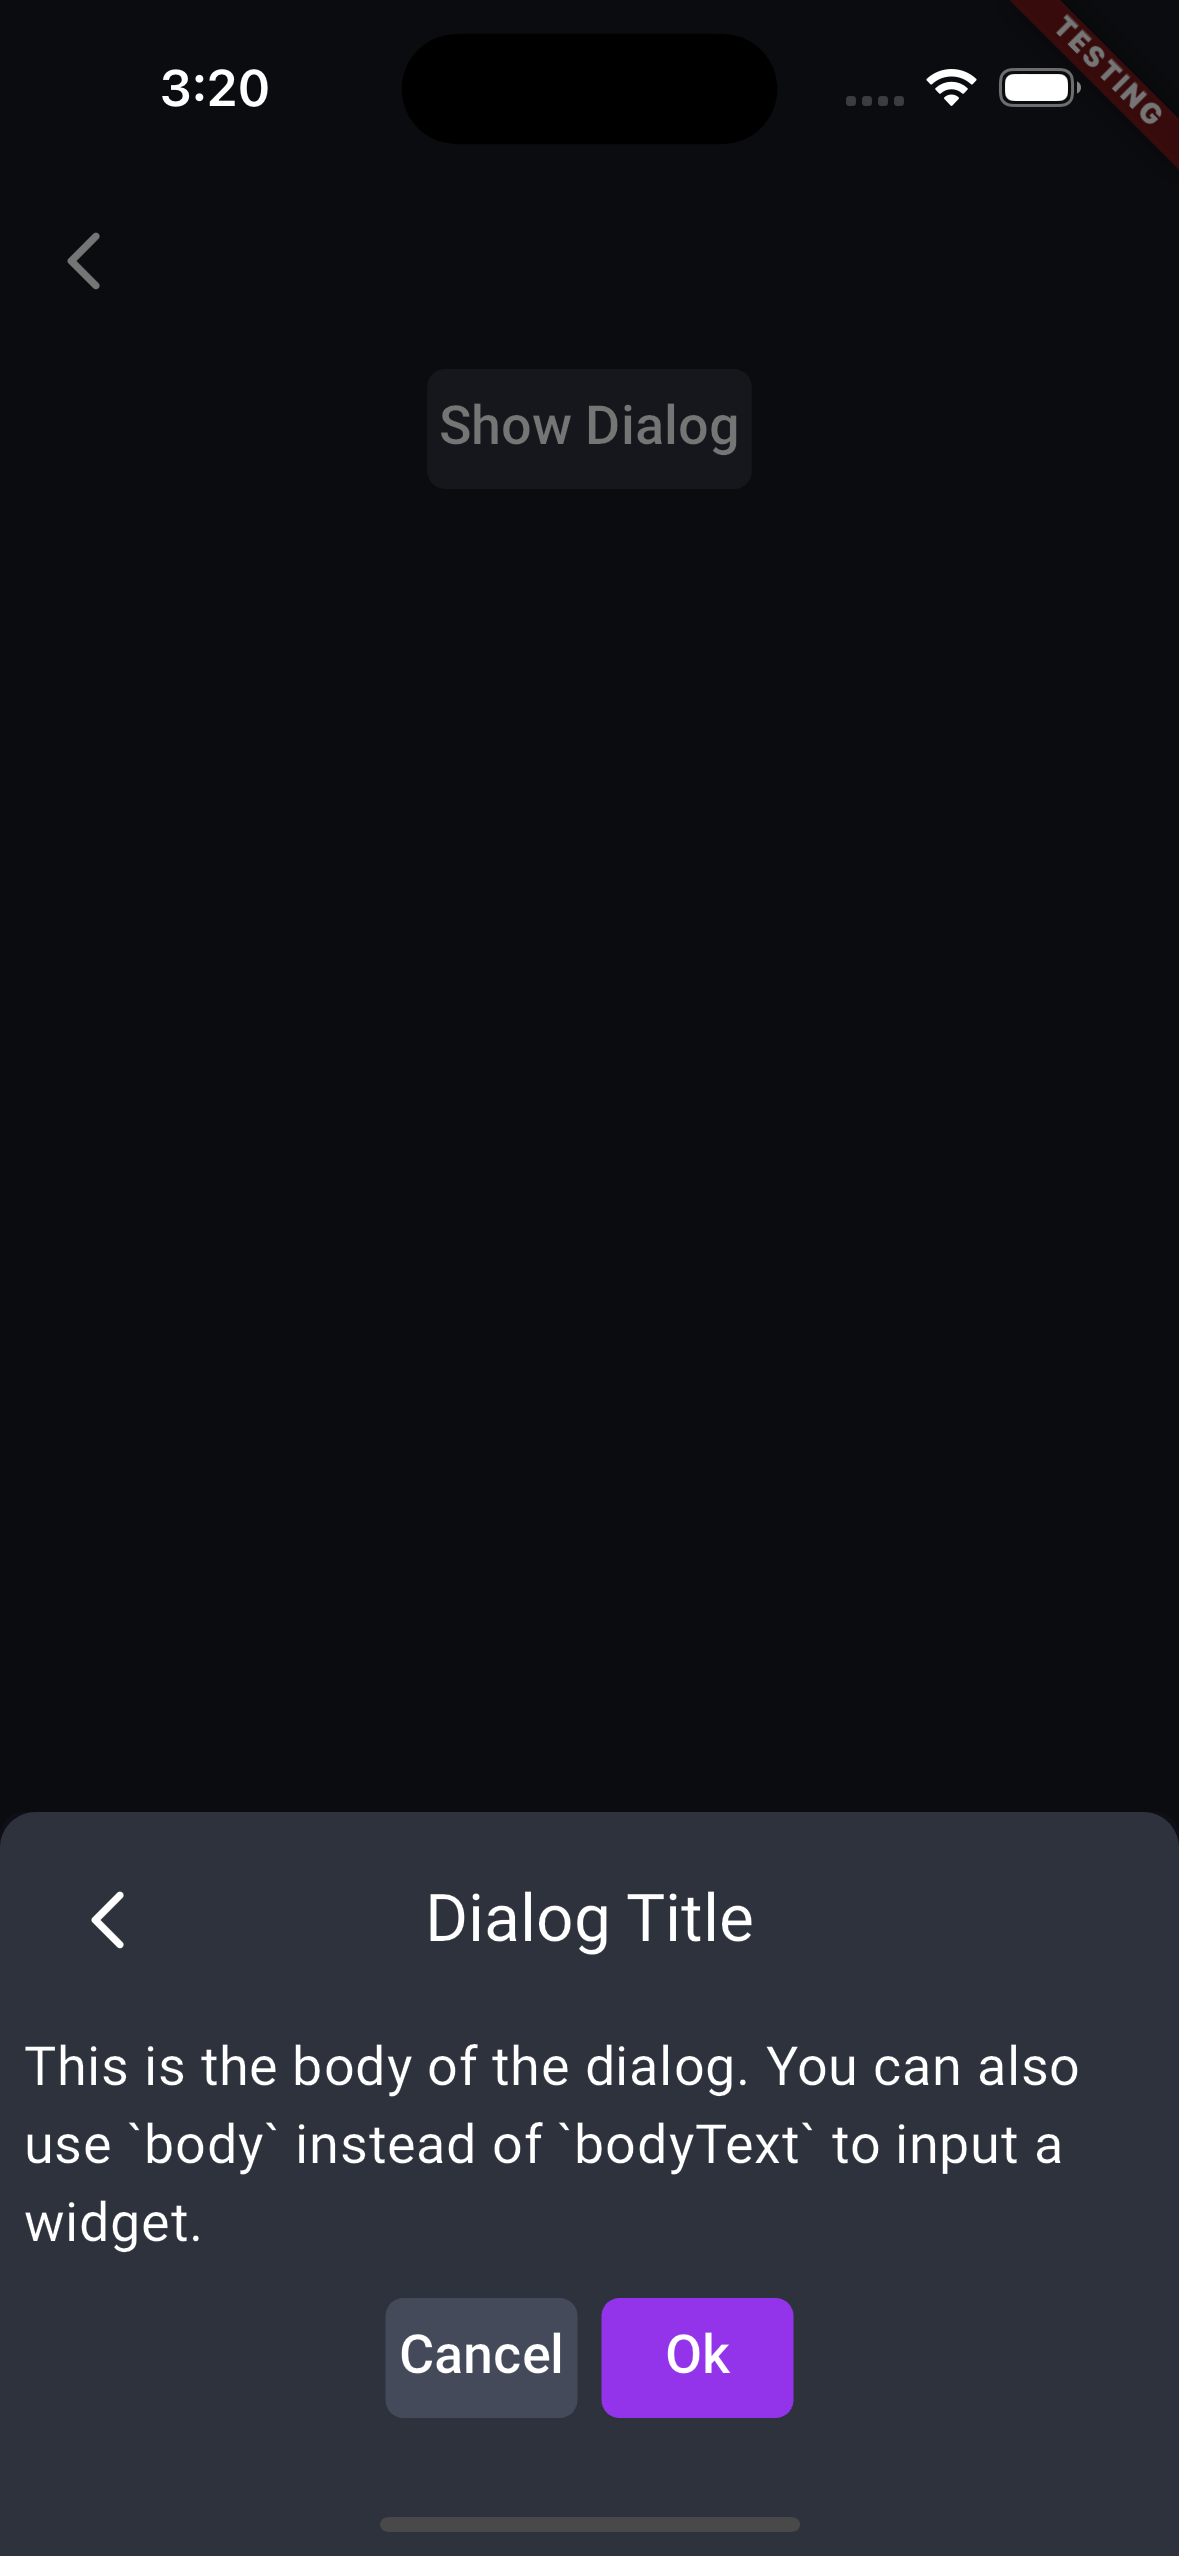 3:20
TESTING
Show Dialog
Dialog Title
This is the body of the dialog. You can also
use `body` instead of `bodyText` to input a
widget.
Cancel
Ok